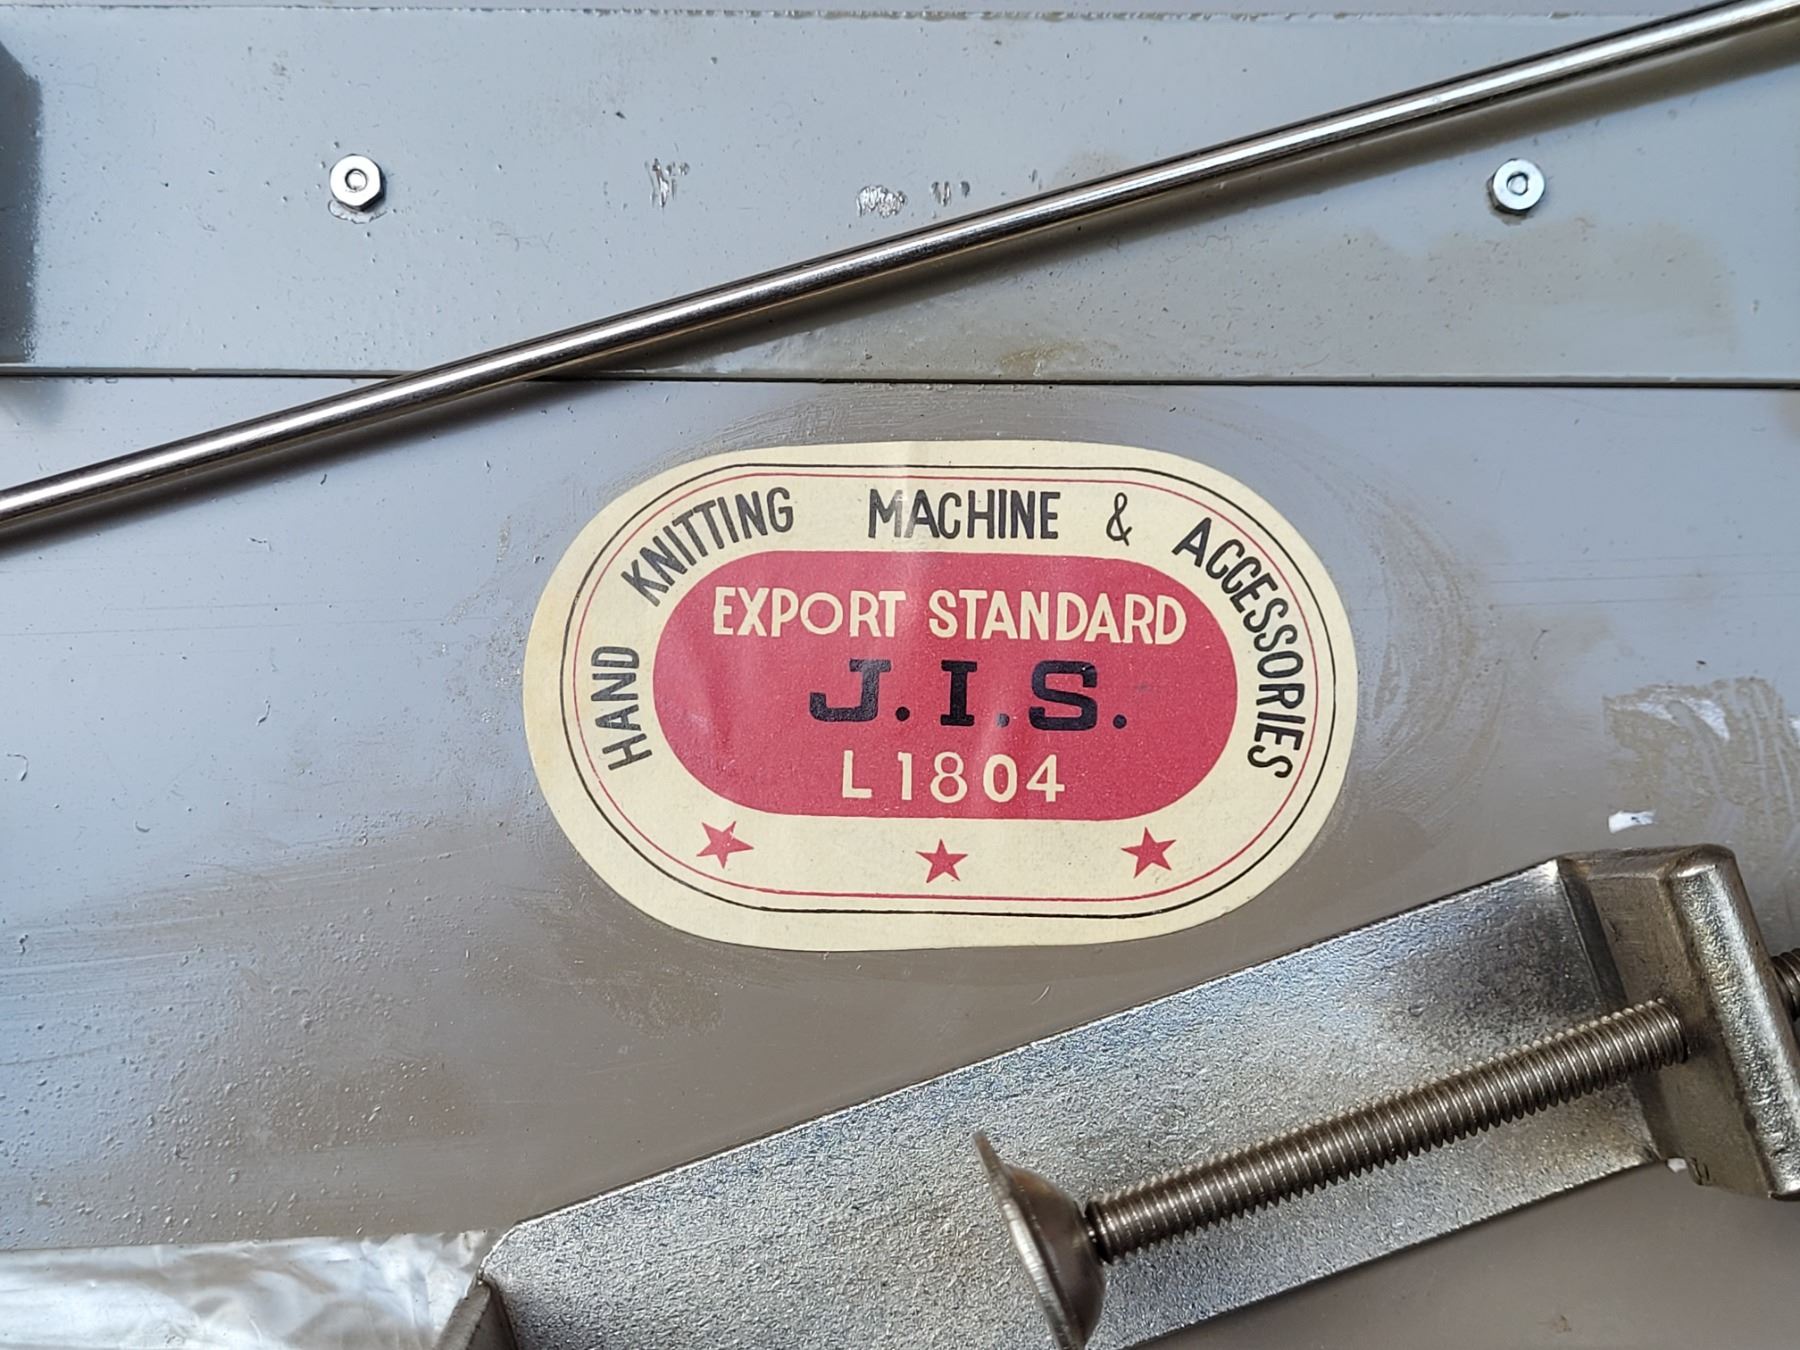 HAND KNITTING MACHINE & ACCESSORIES
EXPORT STANDARD
J.I.S.
L1804